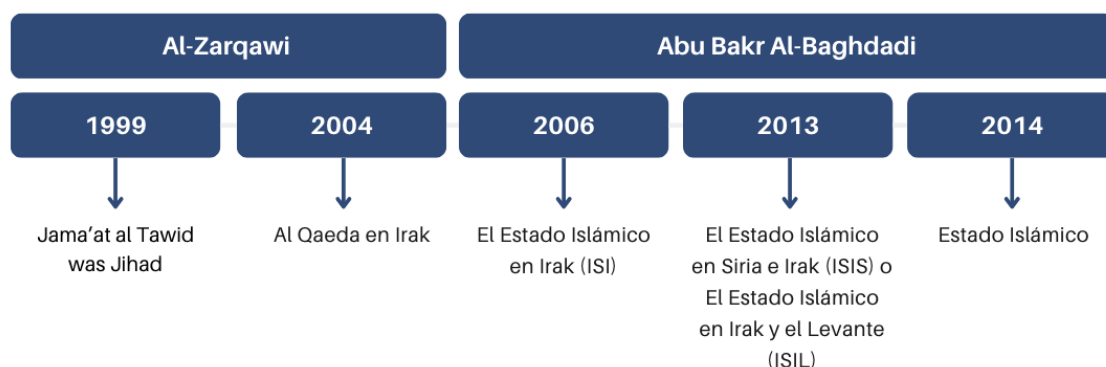 Al-Zarqawi
Abu Bakr Al-Baghdadi
1999
2004
2006
2013
2014
Jama’at al Tawid
was Jihad
Al Qaeda en Irak
El Estado Islámico
en Irak (ISI)
El Estado Islámico
en Siria e Irak (ISIS) o
El Estado Islámico
en Irak y el Levante
(ISIL)
Estado Islámico